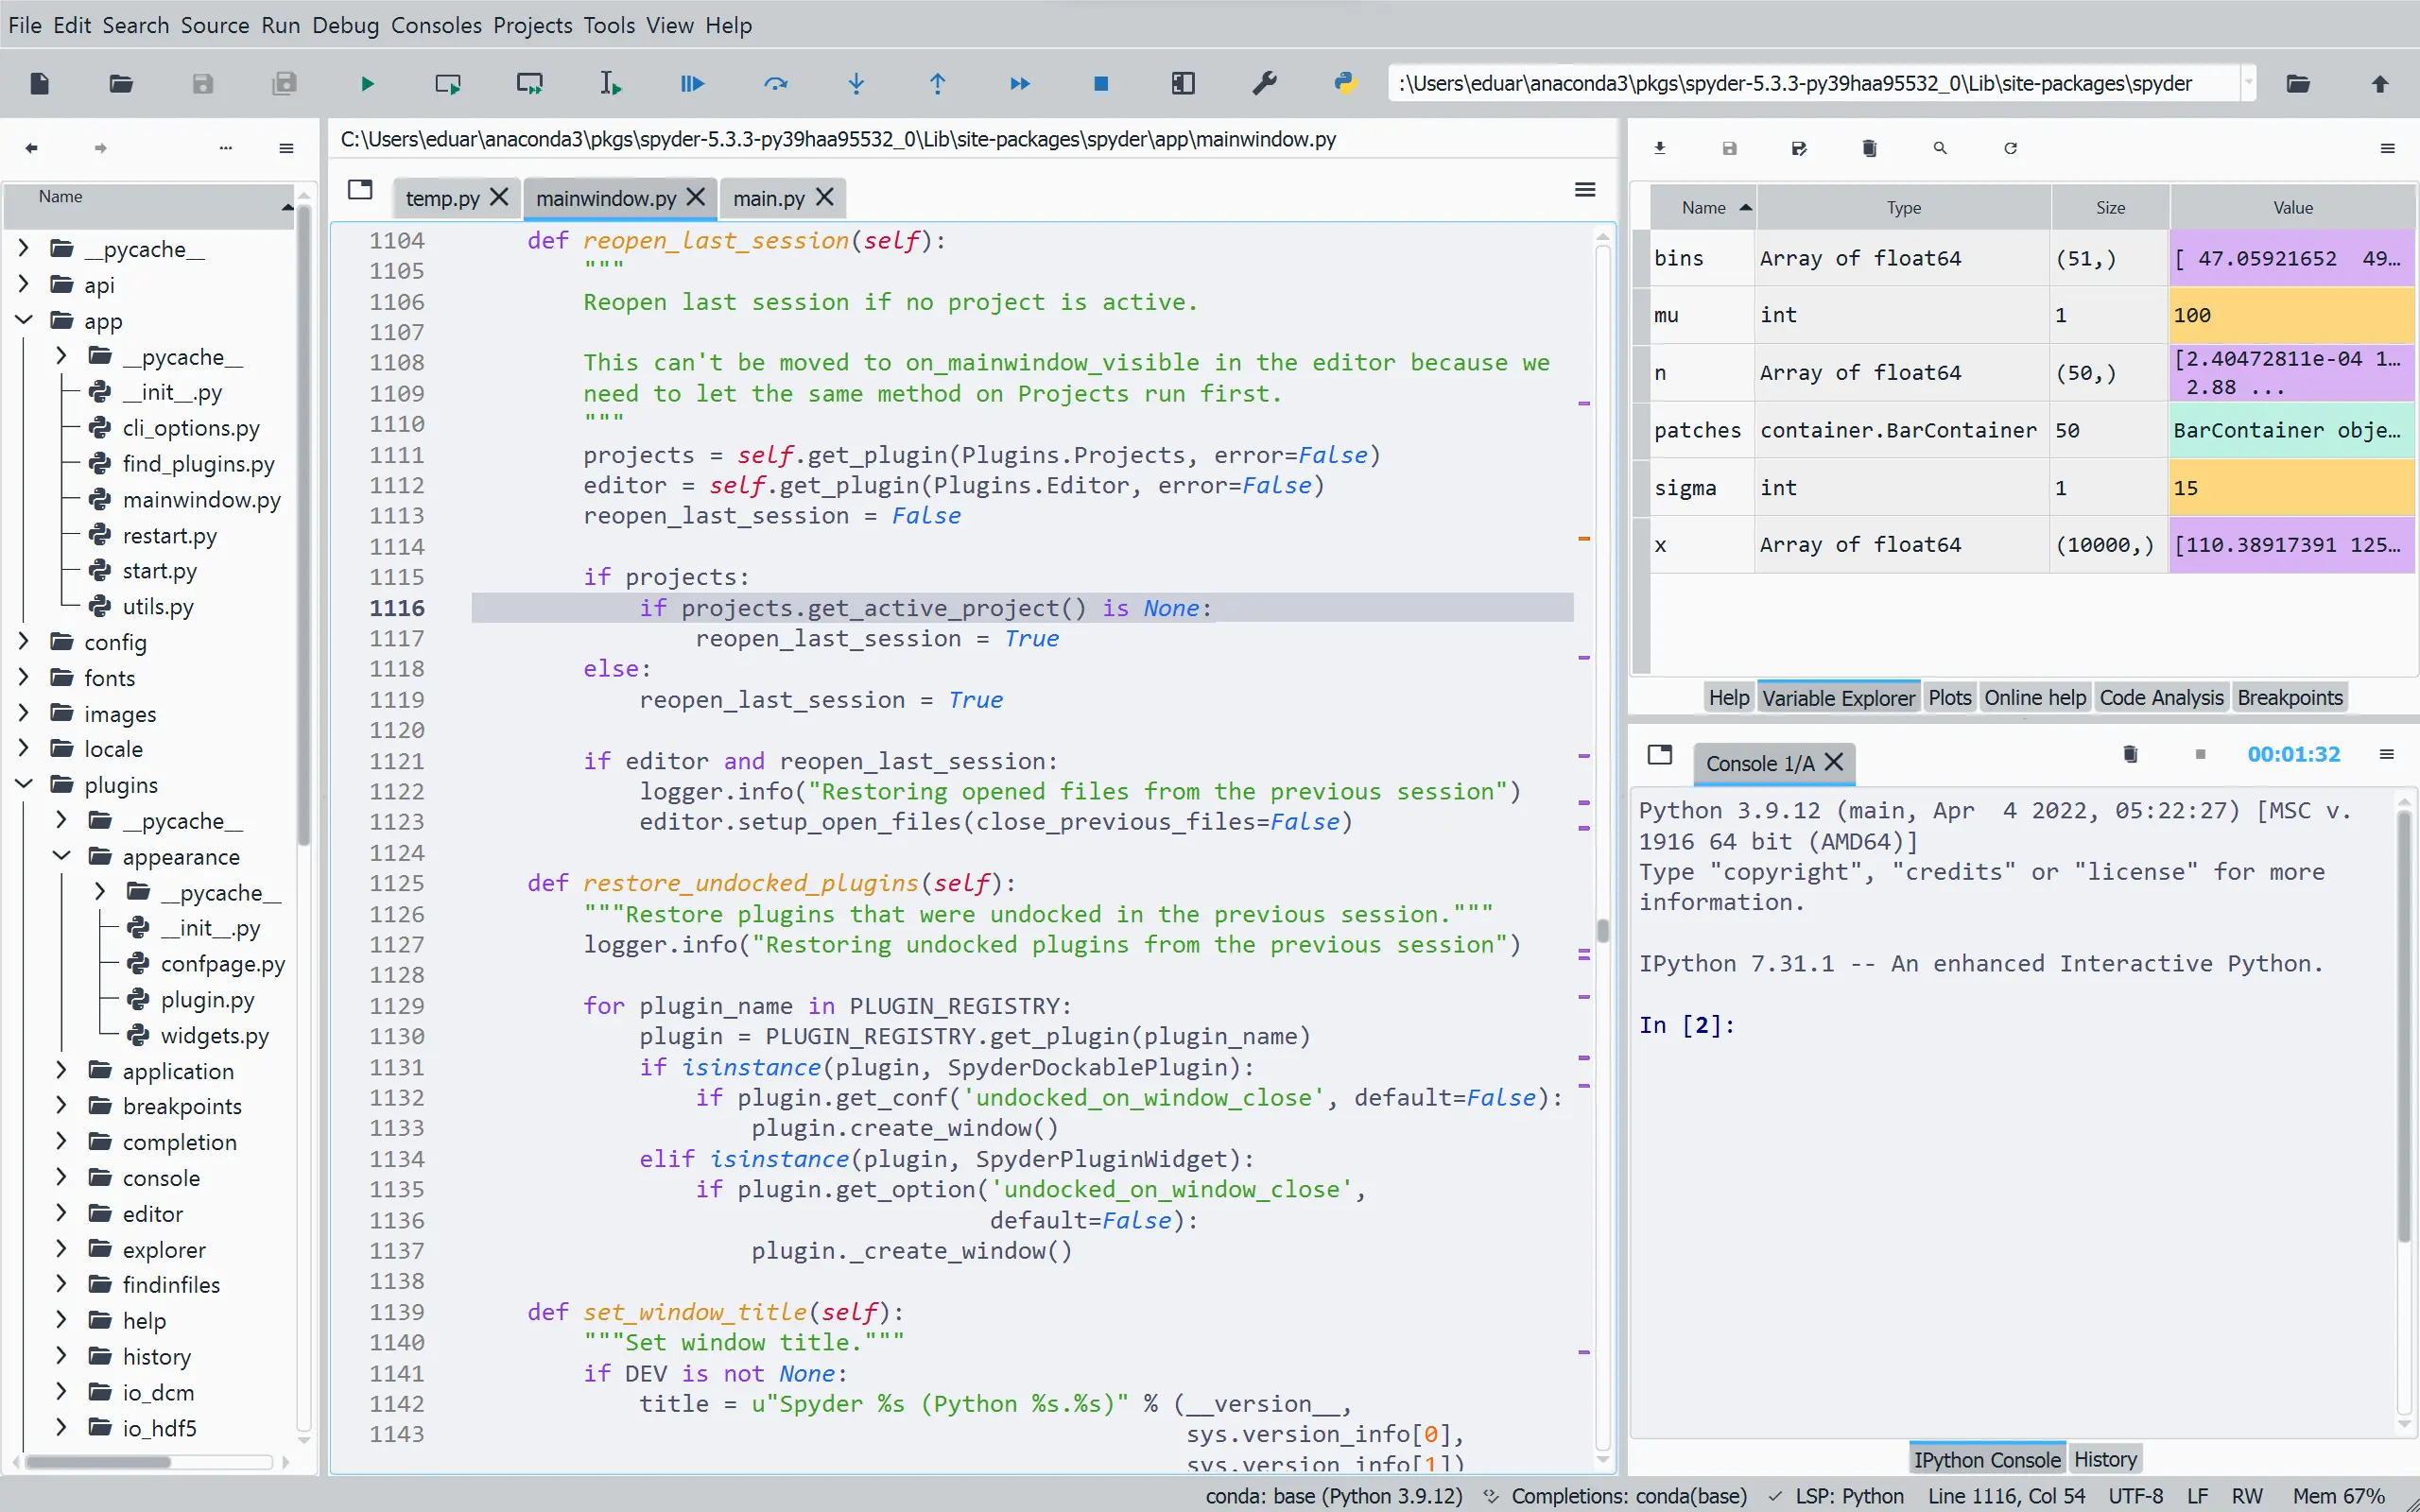 File Edit Search Source Run Debug Consoles Projects Tools View Help
:\Users\eduar\anaconda3\pkgs\spyder-5.3.3-py39haa95532_0\Lib\site-packages\spyder
...
Name
__pycache__
api
app
__pycache__
__init__.py
cli_options.py
find_plugins.py
mainwindow.py
restart.py
start.py
utils.py
config
fonts
images
locale
plugins
__pycache__
appearance
__pycache__
__init__.py
confpage.py
plugin.py
widgets.py
application
breakpoints
completion
console
editor
explorer
findinfiles
help
history
io_dcm
io_hdf5
C:\Users\eduar\anaconda3\pkgs\spyder-5.3.3-py39haa95532_0\Lib\site-packages\spyder\app\mainwindow.py
temp.py mainwindow.py main.py
1104 def reopen_last_session(self):
1105 """
1106 Reopen last session if no project is active.
1107
1108 This can't be moved to on_mainwindow_visible in the editor because we
1109 need to let the same method on Projects run first.
1110 """
1111 projects = self.get_plugin(Plugins.Projects, error=False)
1112 editor = self.get_plugin(Plugins.Editor, error=False)
1113 reopen_last_session = False
1114
1115 if projects:
1116 if projects.get_active_project() is None:
1117 reopen_last_session = True
1118 else:
1119 reopen_last_session = True
1120
1121 if editor and reopen_last_session:
1122 logger.info("Restoring opened files from the previous session")
1123 editor.setup_open_files(close_previous_files=False)
1124
1125 def restore_undocked_plugins(self):
1126 """Restore plugins that were undocked in the previous session."""
1127 logger.info("Restoring undocked plugins from the previous session")
1128
1129 for plugin_name in PLUGIN_REGISTRY:
1130 plugin = PLUGIN_REGISTRY.get_plugin(plugin_name)
1131 if isinstance(plugin, SpyderDockablePlugin):
1132 if plugin.get_conf('undocked_on_window_close', default=False):
1133 plugin.create_window()
1134 elif isinstance(plugin, SpyderPluginWidget):
1135 if plugin.get_option('undocked_on_window_close',
1136 default=False):
1137 plugin._create_window()
1138
1139 def set_window_title(self):
1140 """Set window title."""
1141 if DEV is not None:
1142 title = u"Spyder %s (Python %s.%s)" % (__version__,
1143 sys.version_info[0],
sys.version_info[1])
Name Type Size Value
bins Array of float64 (51,) [ 47.05921652 49...
mu int 1 100
n Array of float64 (50,) [2.40472811e-04 1...
2.88 ...
patches container.BarContainer 50 BarContainer obje...
sigma int 1 15
x Array of float64 (10000,) [110.38917391 125...
Help Variable Explorer Plots Online help Code Analysis Breakpoints
Console 1/A 00:01:32
Python 3.9.12 (main, Apr  4 2022, 05:22:27) [MSC v.
1916 64 bit (AMD64)]
Type "copyright", "credits" or "license" for more
information.
IPython 7.31.1 -- An enhanced Interactive Python.
In [2]:
IPython Console History
conda: base (Python 3.9.12) Completions: conda(base) LSP: Python Line 1116, Col 54 UTF-8 LF RW Mem 67%